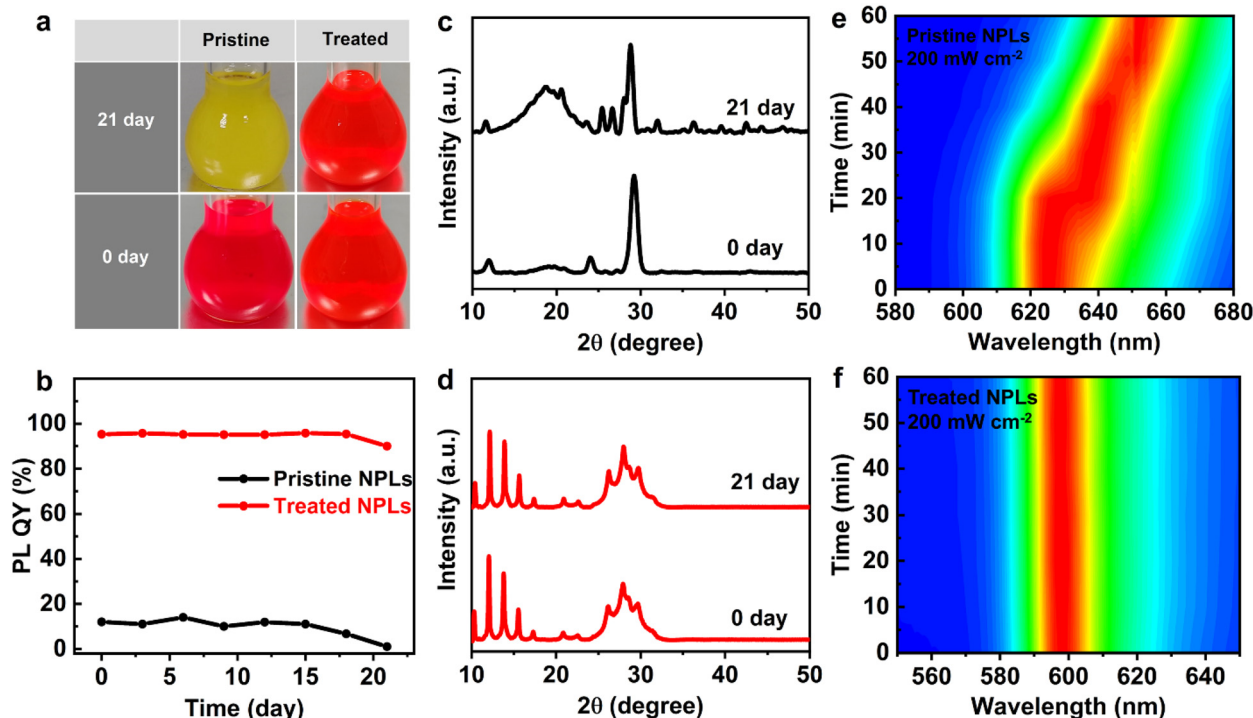 a
Pristine Treated
21 day
0 day
b
PL QY (%)
100
80
60
40
20
0
Pristine NPLs
Treated NPLs
0 5 10 15 20
Time (day)
c
Intensity (a.u.)
21 day
0 day
10 20 30 40 50
2θ (degree)
d
Intensity (a.u.)
21 day
0 day
10 20 30 40 50
2θ (degree)
e
Pristine NPLs
200 mW cm⁻²
Time (min)
60
50
40
30
20
10
0
580 600 620 640 660 680
Wavelength (nm)
f
Treated NPLs
200 mW cm⁻²
Time (min)
60
50
40
30
20
10
0
560 580 600 620 640
Wavelength (nm)